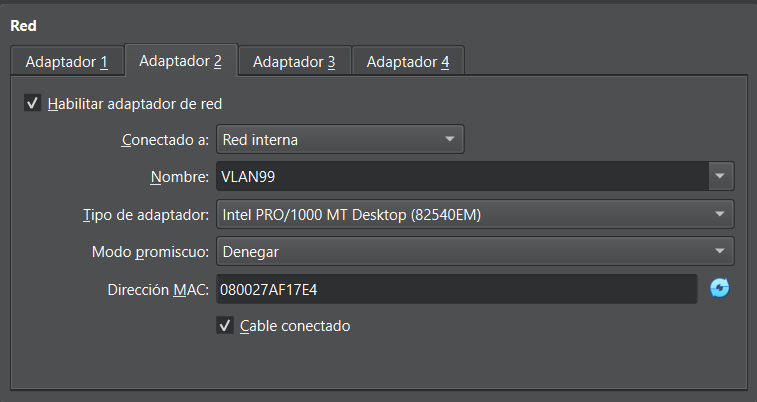 Red
Adaptador 1 Adaptador 2 Adaptador 3 Adaptador 4
Habilitar adaptador de red
Conectado a: Red interna
Nombre: VLAN99
Tipo de adaptador: Intel PRO/1000 MT Desktop (82540EM)
Modo promiscuo: Denegar
Dirección MAC: 080027AF17E4
Cable conectado